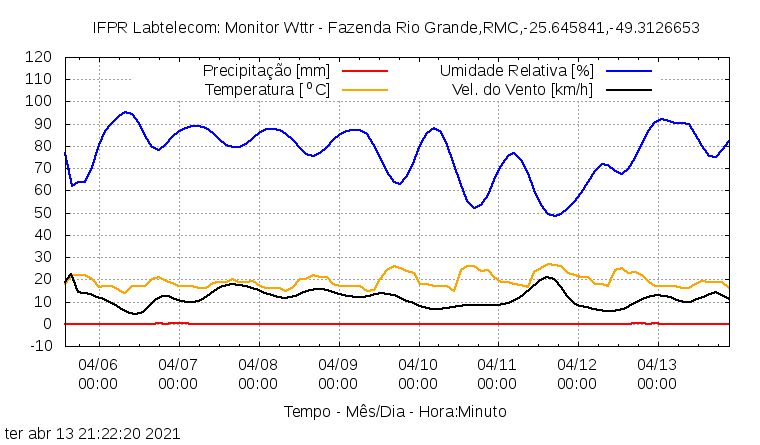 IFPR Labtelecom: Monitor Wttr - Fazenda Rio Grande,RMC,-25.645841,-49.3126653
120
110
100
90
80
70
60
50
40
30
20
10
0
-10
Precipitação [mm]
Temperatura [⁰C]
Umidade Relativa [%]
Vel. do Vento [km/h]
04/06 04/07 04/08 04/09 04/10 04/11 04/12 04/13
00:00 00:00 00:00 00:00 00:00 00:00 00:00 00:00
Tempo - Mês/Dia - Hora:Minuto
ter abr 13 21:22:20 2021